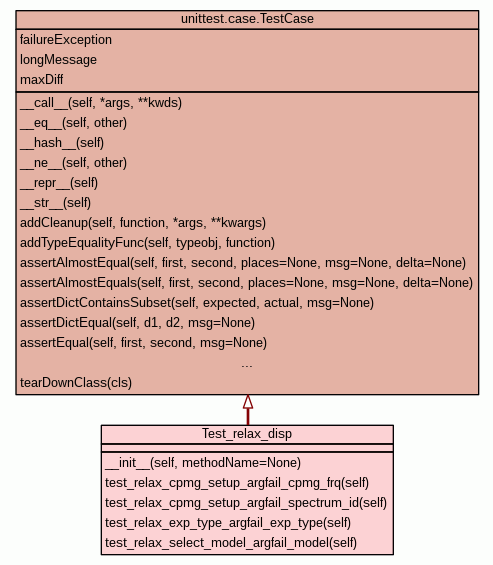 unittest.case.TestCase
failureException
longMessage
maxDiff
__call__(self, *args, **kwds)
__eq__(self, other)
__hash__(self)
__ne__(self, other)
__repr__(self)
__str__(self)
addCleanup(self, function, *args, **kwargs)
addTypeEqualityFunc(self, typeobj, function)
assertAlmostEqual(self, first, second, places=None, msg=None, delta=None)
assertAlmostEquals(self, first, second, places=None, msg=None, delta=None)
assertDictContainsSubset(self, expected, actual, msg=None)
assertDictEqual(self, d1, d2, msg=None)
assertEqual(self, first, second, msg=None)
...
tearDownClass(cls)
Test_relax_disp
__init__(self, methodName=None)
test_relax_cpmg_setup_argfail_cpmg_frq(self)
test_relax_cpmg_setup_argfail_spectrum_id(self)
test_relax_exp_type_argfail_exp_type(self)
test_relax_select_model_argfail_model(self)